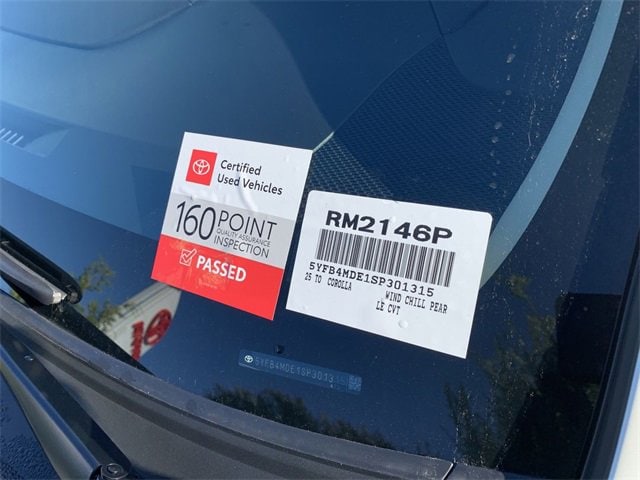 Certified
Used Vehicles
160 POINT
QUALITY ASSURANCE
INSPECTION
PASSED
RM2146P
5YFB4MDE1SP301315
25 TO COROLLA
WIND CHILL PEAR
LE CVT
5YFB4MDE1SP301315